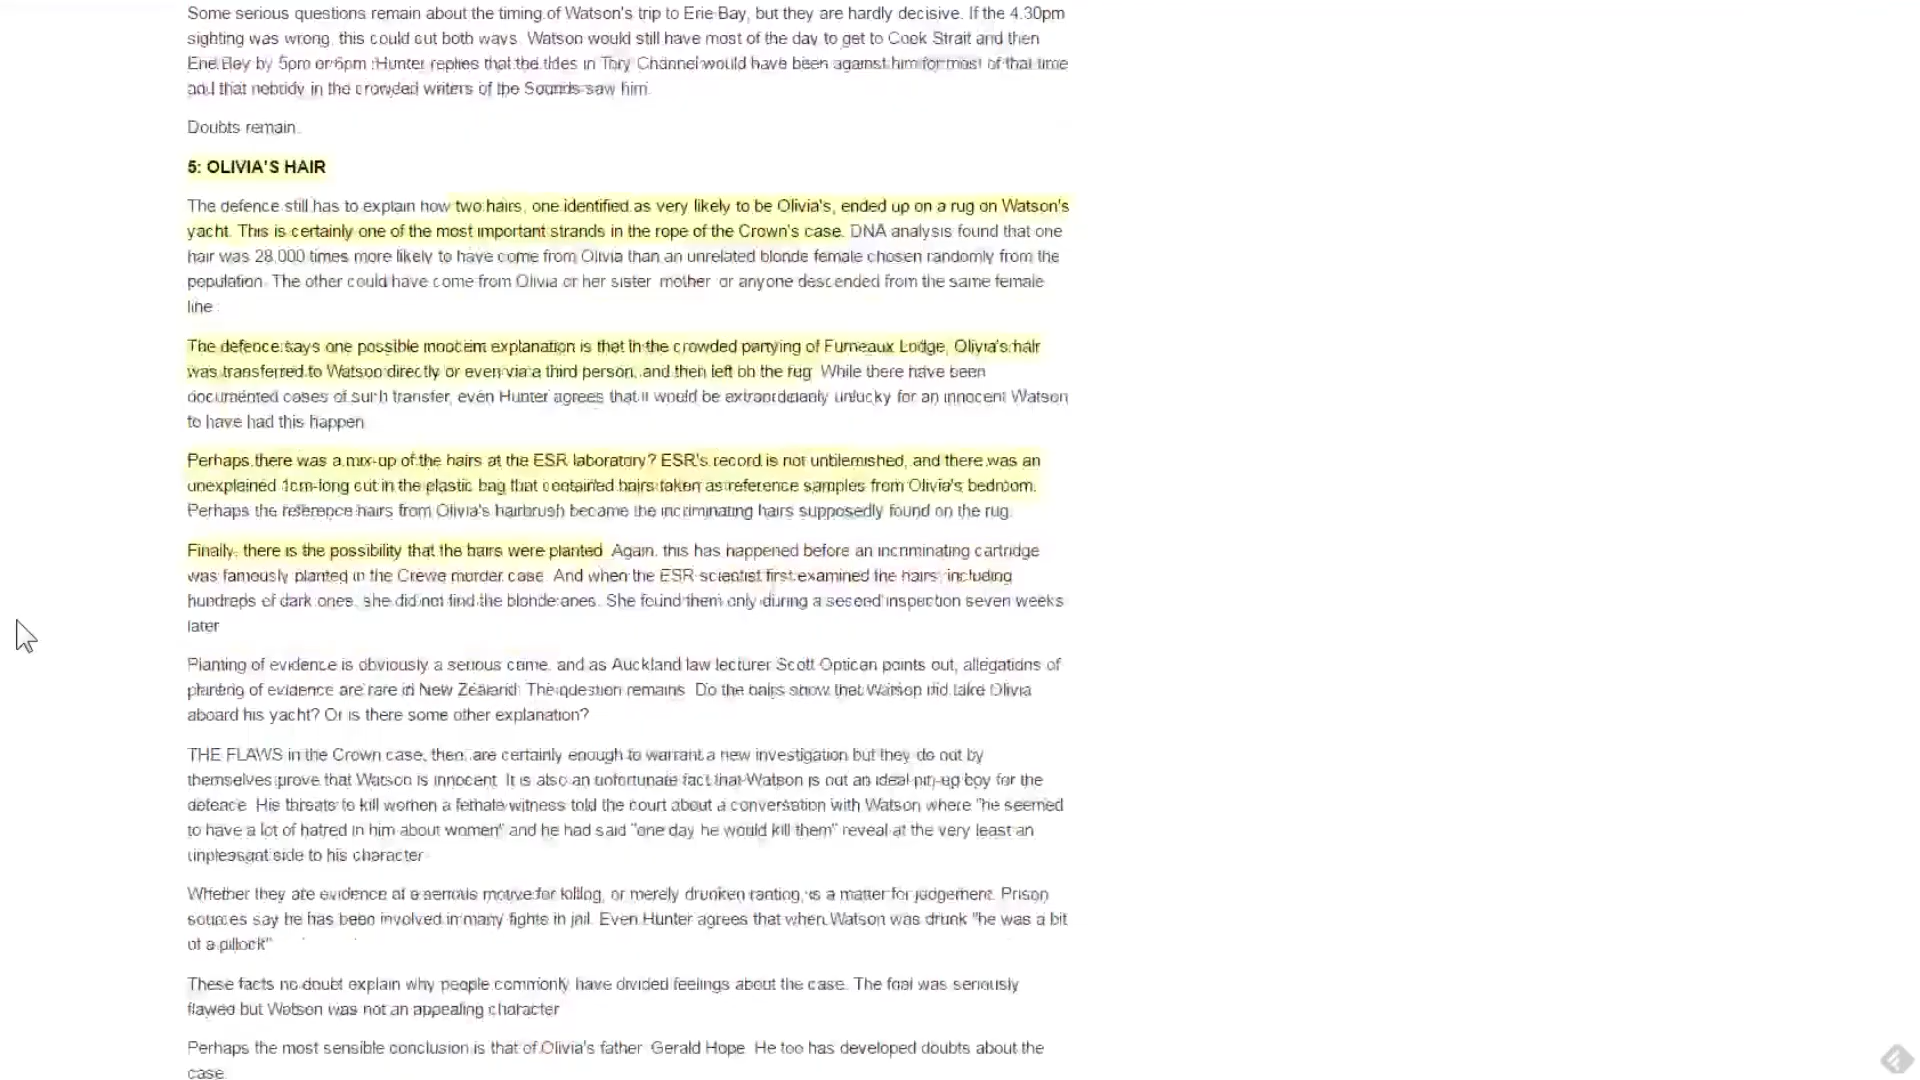 Some serious questions remain about the timing of Watson's trip to Erie Bay, but they are hardly decisive. If the 4.30pm
sighting was wrong, this could cut both ways. Watson would still have most of the day to get to Cook Strait and then
Erie Bay by 5pm or 6pm. Hunter replies that the tides in Tory Channel would have been against him for most of that time
and that nobody in the crowded waters of the Sounds saw him.
Doubts remain.
5: OLIVIA'S HAIR
The defence still has to explain how two hairs, one identified as very likely to be Olivia's, ended up on a rug on Watson's
yacht. This is certainly one of the most important strands in the rope of the Crown's case. DNA analysis found that one
hair was 28,000 times more likely to have come from Olivia than an unrelated blonde female chosen randomly from the
population. The other could have come from Olivia or her sister, mother, or anyone descended from the same female
line.
The defence says one possible innocent explanation is that in the crowded partying of Furneaux Lodge, Olivia's hair
was transferred to Watson directly or even via a third person, and then left on the rug. While there have been
documented cases of such transfer, even Hunter agrees that it would be extraordinarily unlucky for an innocent Watson
to have had this happen.
Perhaps there was a mix-up of the hairs at the ESR laboratory? ESR's record is not unblemished, and there was an
unexplained 1cm-long cut in the plastic bag that contained hairs taken as reference samples from Olivia's bedroom.
Perhaps the reference hairs from Olivia's hairbrush became the incriminating hairs supposedly found on the rug.
Finally, there is the possibility that the hairs were planted. Again, this has happened before: an incriminating cartridge
was famously planted in the Crewe murder case. And when the ESR scientist first examined the hairs, including
hundreds of dark ones, she did not find the blonde ones. She found them only during a second inspection seven weeks
later.
Planting of evidence is obviously a serious crime, and as Auckland law lecturer Scott Optican points out, allegations of
planting of evidence are rare in New Zealand. The question remains: Do the hairs show that Watson did take Olivia
aboard his yacht? Or is there some other explanation?
THE FLAWS in the Crown case, then, are certainly enough to warrant a new investigation but they do not by
themselves prove that Watson is innocent. It is also an unfortunate fact that Watson is not an ideal pin-up boy for the
defence. His threats to kill women a female witness told the court about a conversation with Watson where "he seemed
to have a lot of hatred in him about women" and he had said "one day he would kill them" reveal at the very least an
unpleasant side to his character.
Whether they are evidence of a serious motive for killing, or merely drunken ranting, is a matter for judgement. Prison
sources say he has been involved in many fights in jail. Even Hunter agrees that when Watson was drunk "he was a bit
of a pillock".
These facts no doubt explain why people commonly have divided feelings about the case. The trial was seriously
flawed but Watson was not an appealing character.
Perhaps the most sensible conclusion is that of Olivia's father, Gerald Hope. He too has developed doubts about the
case.